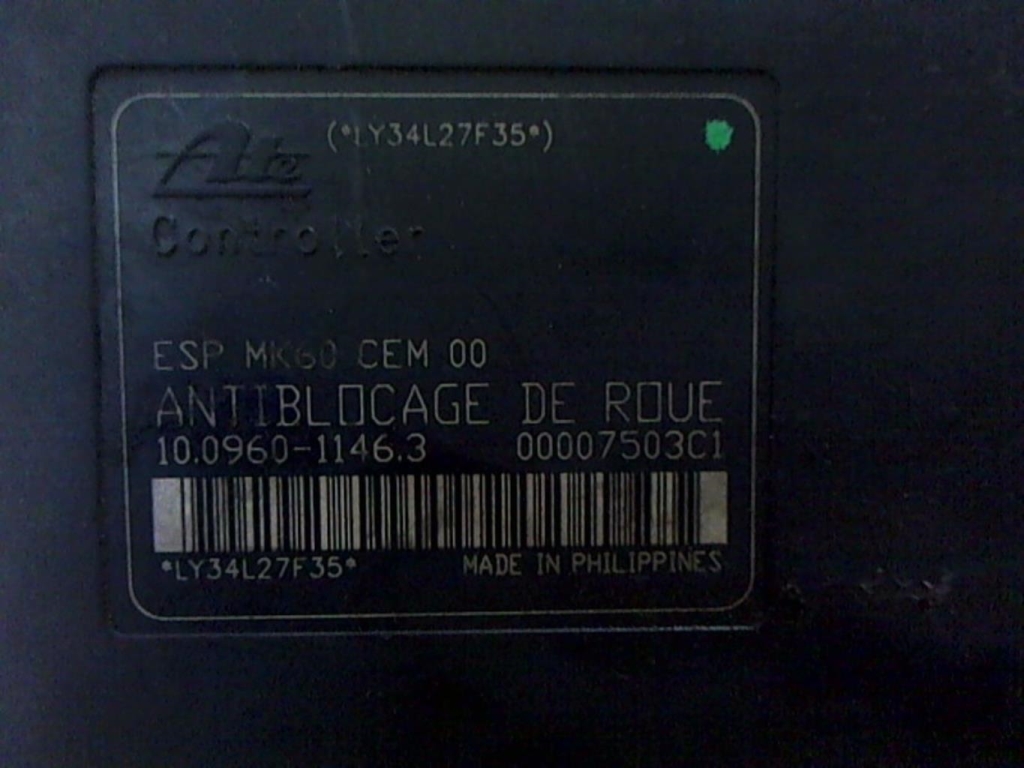 (*LY34L27F35*)
Ate
Controller
ESP MK60 CEM 00
ANTIBLOCAGE DE ROUE
10.0960-1146.3 00007503C1
*LY34L27F35* MADE IN PHILIPPINES